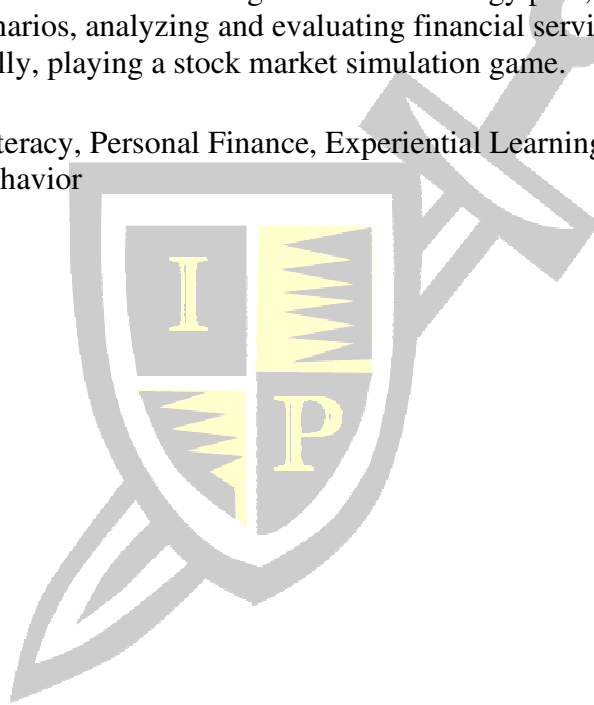 narios, analyzing and evaluating financial servi
lly, playing a stock market simulation game.
teracy, Personal Finance, Experiential Learning
havior
I
P